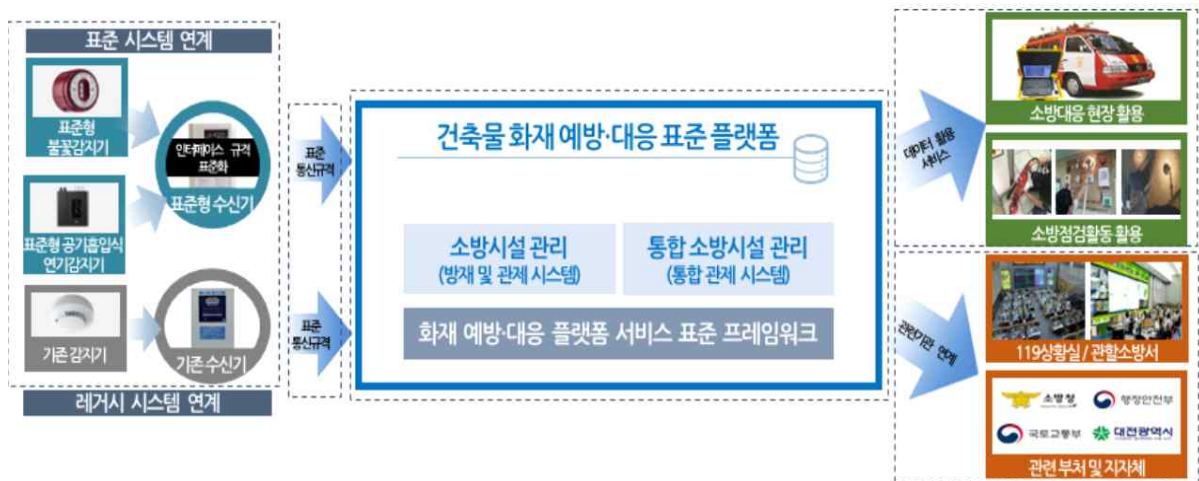 표준 시스템 연계
표준형
불꽃감지기
인터페이스 규격
표준화
표준형 수신기
표준형 공기흡입식
연기감지기
기존 감지기
기존 수신기
레거시 시스템 연계
표준
통신규격
표준
통신규격
건축물 화재 예방·대응 표준 플랫폼
소방시설 관리
(방재 및 관제 시스템)
통합 소방시설 관리
(통합 관제 시스템)
화재 예방·대응 플랫폼 서비스 표준 프레임워크
데이터 활용
서비스
소방대응 현장 활용
소방점검활동 활용
관련기관 연계
119상황실 / 관할소방서
소방청
행정안전부
국토교통부
대전광역시
관련 부처 및 지자체